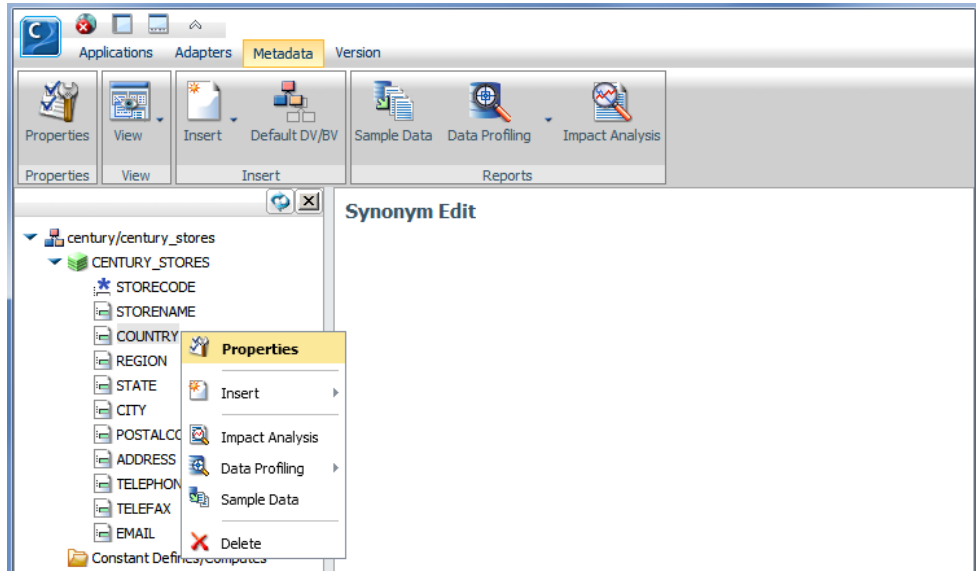 C
Applications Adapters Metadata Version
Properties View Insert Default DV/BV Sample Data Data Profiling Impact Analysis
Properties View Insert Reports
Synonym Edit
century/century_stores
CENTURY_STORES
STORECODE
STORENAME
COUNTRY
Properties
REGION
STATE
Insert
CITY
POSTALCO
Impact Analysis
ADDRESS
Data Profiling
TELEPHON
Sample Data
TELEFAX
EMAIL
Delete
Constant Defines/Computes